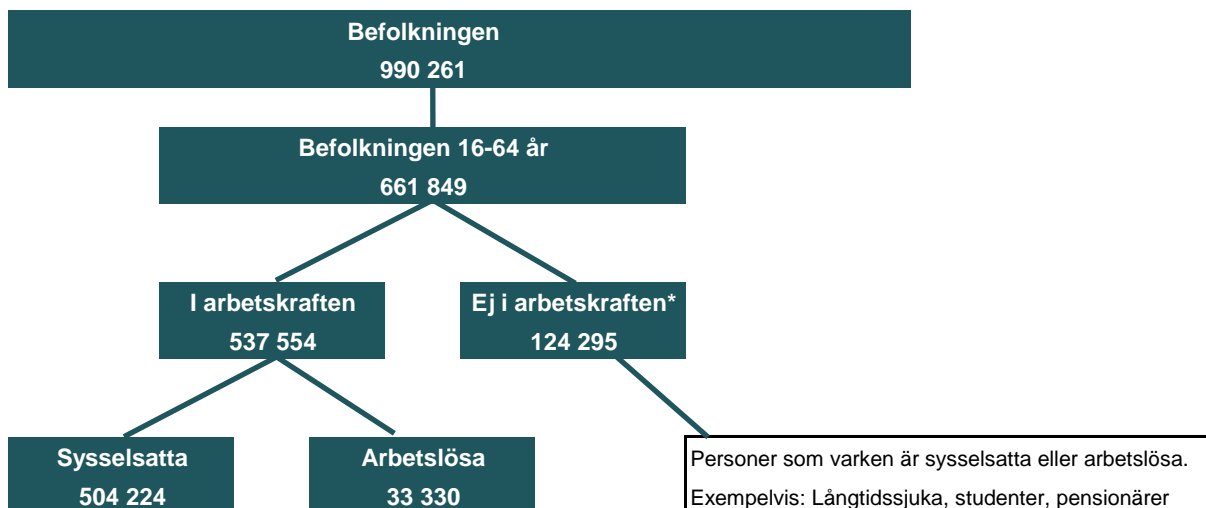 Befolkningen
990 261
Befolkningen 16-64 år
661 849
I arbetskraften
537 554
Ej i arbetskraften*
124 295
Sysselsatta
504 224
Arbetslösa
33 330
Personer som varken är sysselsatta eller arbetslösa.
Exempelvis: Långtidssjuka, studenter, pensionärer